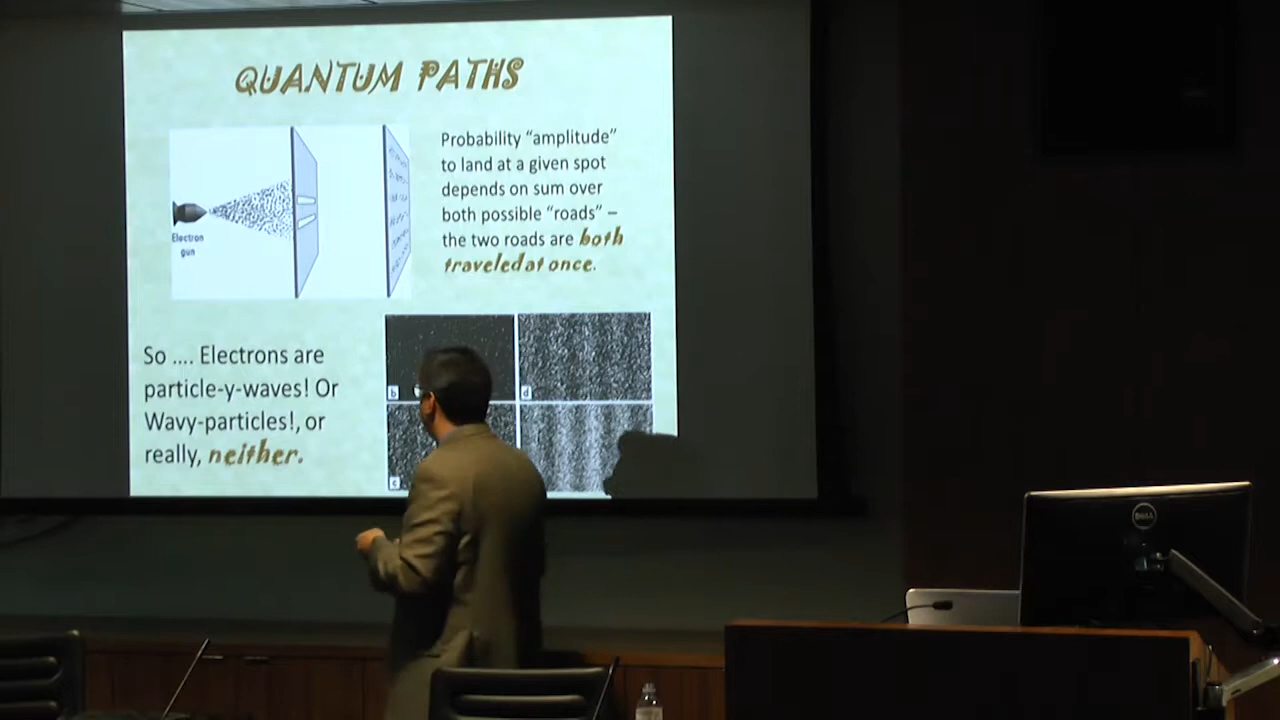 QUANTUM PATHS
Electron
gun
Probability “amplitude”
to land at a given spot
depends on sum over
both possible “roads” –
the two roads are both
traveled at once.
So .... Electrons are
particle-y-waves! Or
Wavy-particles!, or
really, neither.
b
d
c
DELL